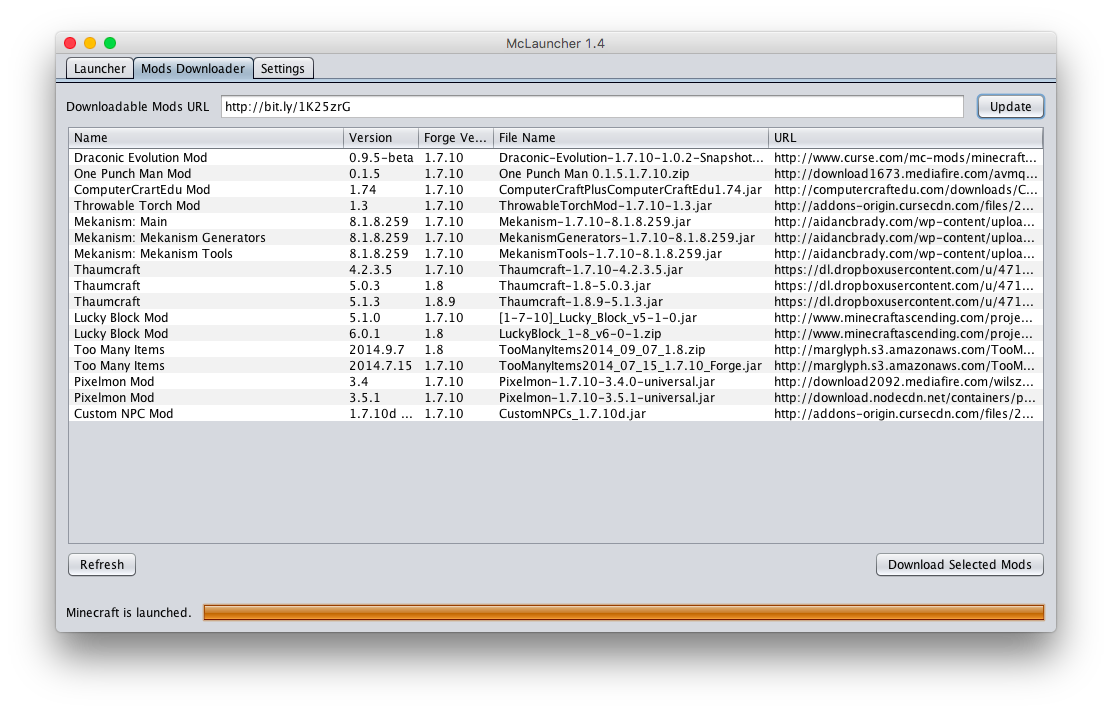 McLauncher 1.4
Launcher Mods Downloader Settings
Downloadable Mods URL http://bit.ly/1K25zrG Update
Name Version Forge Ve... File Name URL
Draconic Evolution Mod 0.9.5-beta 1.7.10 Draconic-Evolution-1.7.10-1.0.2-Snapshot... http://www.curse.com/mc-mods/minecraft...
One Punch Man Mod 0.1.5 1.7.10 One Punch Man 0.1.5.1.7.10.zip http://download1673.mediafire.com/avmq...
ComputerCrartEdu Mod 1.74 1.7.10 ComputerCraftPlusComputerCraftEdu1.74.jar http://computercraftedu.com/downloads/C...
Throwable Torch Mod 1.3 1.7.10 ThrowableTorchMod-1.7.10-1.3.jar http://addons-origin.cursecdn.com/files/2...
Mekanism: Main 8.1.8.259 1.7.10 Mekanism-1.7.10-8.1.8.259.jar http://aidancbrady.com/wp-content/uploa...
Mekanism: Mekanism Generators 8.1.8.259 1.7.10 MekanismGenerators-1.7.10-8.1.8.259.jar http://aidancbrady.com/wp-content/uploa...
Mekanism: Mekanism Tools 8.1.8.259 1.7.10 MekanismTools-1.7.10-8.1.8.259.jar http://aidancbrady.com/wp-content/uploa...
Thaumcraft 4.2.3.5 1.7.10 Thaumcraft-1.7.10-4.2.3.5.jar https://dl.dropboxusercontent.com/u/471...
Thaumcraft 5.0.3 1.8 Thaumcraft-1.8-5.0.3.jar https://dl.dropboxusercontent.com/u/471...
Thaumcraft 5.1.3 1.8.9 Thaumcraft-1.8.9-5.1.3.jar https://dl.dropboxusercontent.com/u/471...
Lucky Block Mod 5.1.0 1.7.10 [1-7-10]_Lucky_Block_v5-1-0.jar http://www.minecraftascending.com/proje...
Lucky Block Mod 6.0.1 1.8 LuckyBlock_1-8_v6-0-1.zip http://www.minecraftascending.com/proje...
Too Many Items 2014.9.7 1.8 TooManyItems2014_09_07_1.8.zip http://marglyph.s3.amazonaws.com/TooM...
Too Many Items 2014.7.15 1.7.10 TooManyItems2014_07_15_1.7.10_Forge.jar http://marglyph.s3.amazonaws.com/TooM...
Pixelmon Mod 3.4 1.7.10 Pixelmon-1.7.10-3.4.0-universal.jar http://download2092.mediafire.com/wilsz...
Pixelmon Mod 3.5.1 1.7.10 Pixelmon-1.7.10-3.5.1-universal.jar http://download.nodecdn.net/containers/p...
Custom NPC Mod 1.7.10d ... 1.7.10 CustomNPCs_1.7.10d.jar http://addons-origin.cursecdn.com/files/2...
Refresh Download Selected Mods
Minecraft is launched.